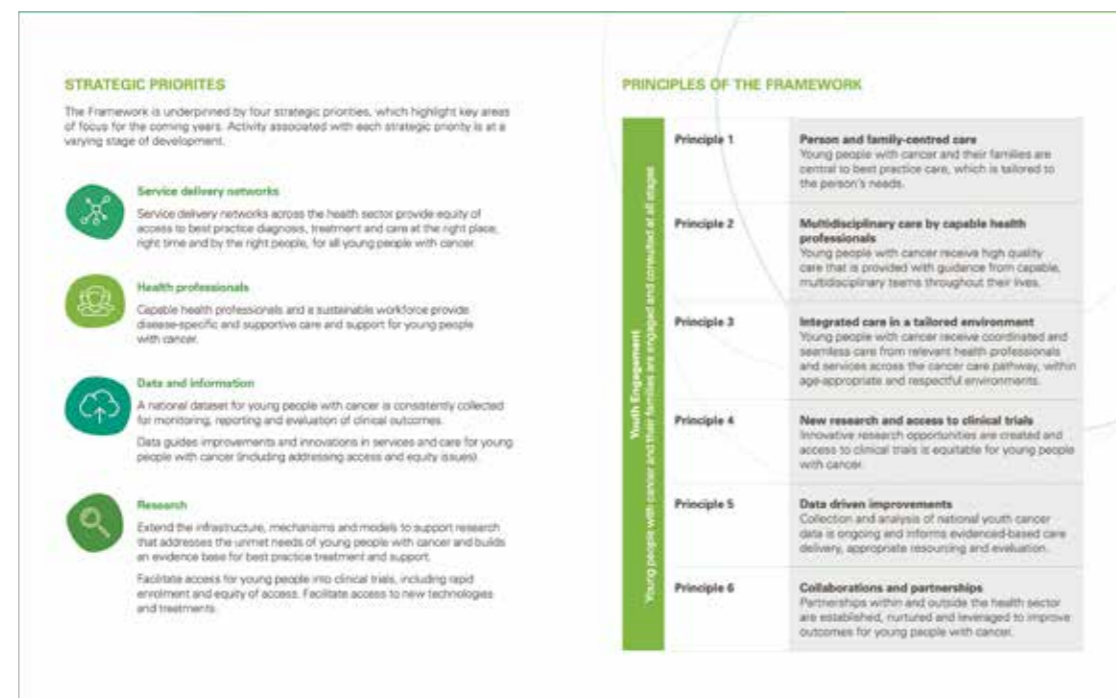 STRATEGIC PRIORITES
The Framework is underpinned by four strategic priorities, which highlight key areas
of focus for the coming years. Activity associated with each strategic priority is at a
varying stage of development.
Service delivery networks
Service delivery networks across the health sector provide equity of
access to best practice diagnosis, treatment and care at the right place,
right time and by the right people, for all young people with cancer.
Health professionals
Capable health professionals and a sustainable workforce provide
disease-specific and supportive care and support for young people
with cancer.
Data and information
A national dataset for young people with cancer is consistently collected
for monitoring, reporting and evaluation of clinical outcomes.
Data guides improvements and innovations in services and care for young
people with cancer (including addressing access and equity issues).
Research
Extend the infrastructure, mechanisms and models to support research
that addresses the unmet needs of young people with cancer and builds
an evidence base for best practice treatment and support.
Facilitate access for young people into clinical trials, including rapid
enrolment and equity of access. Facilitate access to new technologies
and treatments.
PRINCIPLES OF THE FRAMEWORK
Youth Engagement
Young people with cancer and their families are engaged and consulted at all stages
Principle 1
Person and family-centred care
Young people with cancer and their families are
central to best practice care, which is tailored to
the person's needs.
Principle 2
Multidisciplinary care by capable health
professionals
Young people with cancer receive high quality
care that is provided with guidance from capable,
multidisciplinary teams throughout their lives.
Principle 3
Integrated care in a tailored environment
Young people with cancer receive coordinated and
seamless care from relevant health professionals
and services across the cancer care pathway, within
age-appropriate and respectful environments.
Principle 4
New research and access to clinical trials
Innovative research opportunities are created and
access to clinical trials is equitable for young people
with cancer.
Principle 5
Data driven improvements
Collection and analysis of national youth cancer
data is ongoing and informs evidenced-based care
delivery, appropriate resourcing and evaluation.
Principle 6
Collaborations and partnerships
Partnerships within and outside the health sector
are established, nurtured and leveraged to improve
outcomes for young people with cancer.